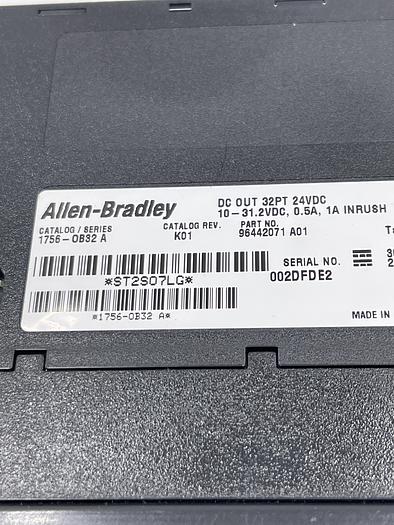 Allen-Bradley
DC OUT 32PT 24VDC
10-31.2VDC, 0.5A, 1A INRUSH
CATALOG / SERIES
1756-OB32 A
CATALOG REV.
K01
PART NO.
96442071 A01
*ST2S07LG*
SERIAL NO.
002DFDE2
*1756-OB32 A*
MADE IN